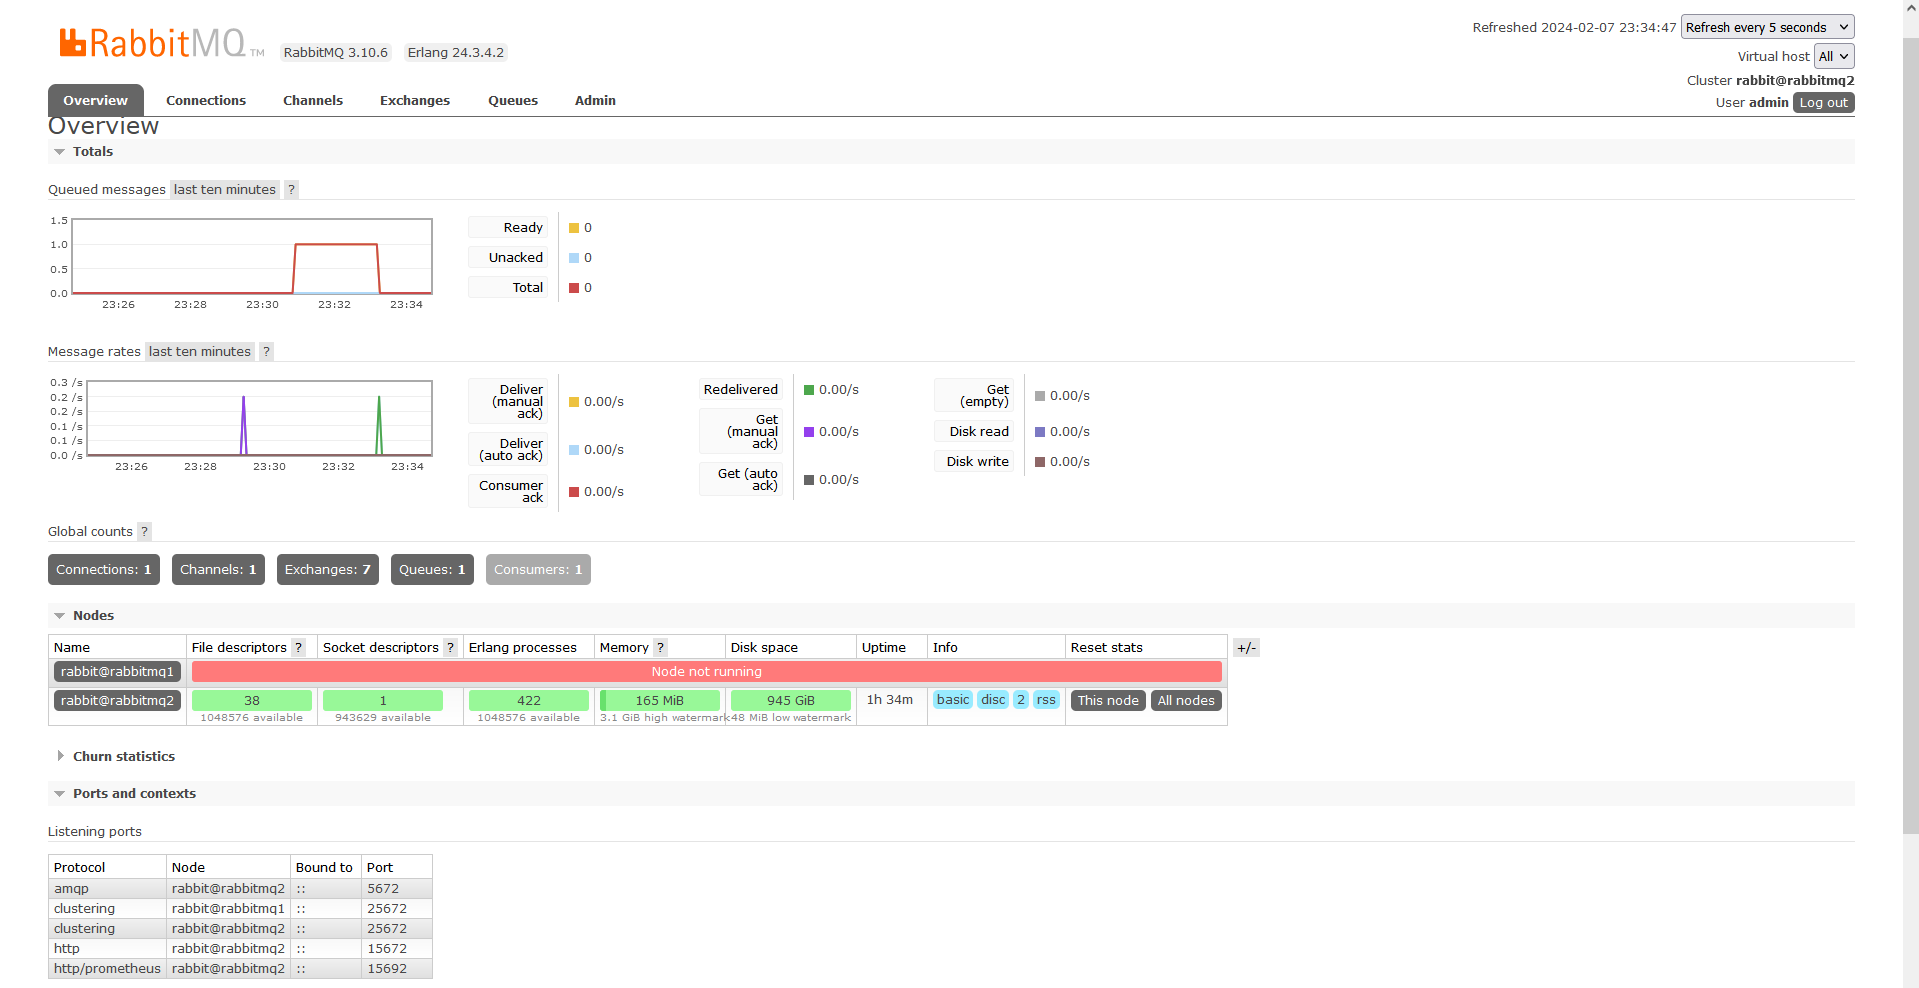 RabbitMQ TM RabbitMQ 3.10.6 Erlang 24.3.4.2
Refreshed 2024-02-07 23:34:47 Refresh every 5 seconds
Virtual host All
Cluster rabbit@rabbitmq2
User admin Log out
Overview Connections Channels Exchanges Queues Admin
Overview
Totals
Queued messages last ten minutes ?
1.5
1.0
0.5
0.0
23:26 23:28 23:30 23:32 23:34
Ready 0
Unacked 0
Total 0
Message rates last ten minutes ?
0.3 /s
0.2 /s
0.2 /s
0.1 /s
0.1 /s
0.0 /s
23:26 23:28 23:30 23:32 23:34
Deliver
(manual
ack)
0.00/s
Deliver
(auto ack)
0.00/s
Consumer
ack
0.00/s
Redelivered 0.00/s
Get
(manual
ack)
0.00/s
Get (auto
ack)
0.00/s
Get
(empty)
0.00/s
Disk read 0.00/s
Disk write 0.00/s
Global counts ?
Connections: 1 Channels: 1 Exchanges: 7 Queues: 1 Consumers: 1
Nodes
Name File descriptors ? Socket descriptors ? Erlang processes Memory ? Disk space Uptime Info Reset stats +/-
rabbit@rabbitmq1 Node not running
rabbit@rabbitmq2 38 1 422 165 MiB 945 GiB 1h 34m basic disc 2 rss This node All nodes
1048576 available 943629 available 1048576 available 3.1 GiB high watermark 48 MiB low watermark
Churn statistics
Ports and contexts
Listening ports
Protocol Node Bound to Port
amqp rabbit@rabbitmq2 :: 5672
clustering rabbit@rabbitmq1 :: 25672
clustering rabbit@rabbitmq2 :: 25672
http rabbit@rabbitmq2 :: 15672
http/prometheus rabbit@rabbitmq2 :: 15692